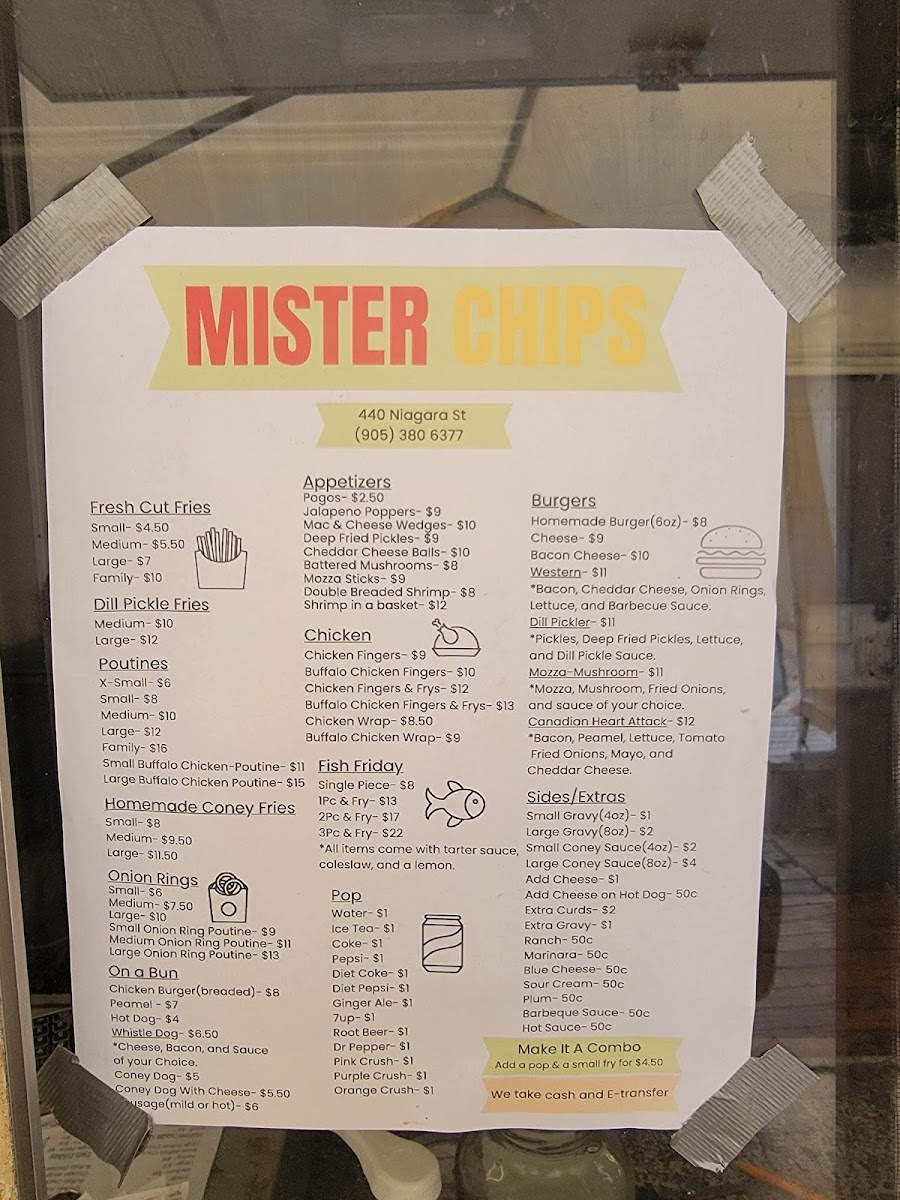 MISTER CHIPS
440 Niagara St
(905) 380 6377
Fresh Cut Fries
Small- $4.50
Medium- $5.50
Large- $7
Family- $10
Dill Pickle Fries
Medium- $10
Large- $12
Poutines
X-Small- $6
Small- $8
Medium- $10
Large- $12
Family- $16
Small Buffalo Chicken-Poutine- $11
Large Buffalo Chicken Poutine- $15
Homemade Coney Fries
Small- $8
Medium- $9.50
Large- $11.50
Onion Rings
Small- $6
Medium- $7.50
Large- $10
Small Onion Ring Poutine- $9
Medium Onion Ring Poutine- $11
Large Onion Ring Poutine- $13
On a Bun
Chicken Burger(breaded)- $8
Peamel - $7
Hot Dog- $4
Whistle Dog- $6.50
*Cheese, Bacon, and Sauce
of your Choice.
Coney Dog- $5
Coney Dog With Cheese- $5.50
usage(mild or hot)- $6
Appetizers
Pogos- $2.50
Jalapeno Poppers- $9
Mac & Cheese Wedges- $10
Deep Fried Pickles- $9
Cheddar Cheese Balls- $10
Battered Mushrooms- $8
Mozza Sticks- $9
Double Breaded Shrimp- $8
Shrimp in a basket- $12
Chicken
Chicken Fingers- $9
Buffalo Chicken Fingers- $10
Chicken Fingers & Frys- $12
Buffalo Chicken Fingers & Frys- $13
Chicken Wrap- $8.50
Buffalo Chicken Wrap- $9
Fish Friday
Single Piece- $8
1Pc & Fry- $13
2Pc & Fry- $17
3Pc & Fry- $22
*All items come with tarter sauce,
coleslaw, and a lemon.
Pop
Water- $1
Ice Tea- $1
Coke- $1
Pepsi- $1
Diet Coke- $1
Diet Pepsi- $1
Ginger Ale- $1
7up- $1
Root Beer- $1
Dr Pepper- $1
Pink Crush- $1
Purple Crush- $1
Orange Crush- $1
Burgers
Homemade Burger(6oz)- $8
Cheese- $9
Bacon Cheese- $10
Western- $11
*Bacon, Cheddar Cheese, Onion Rings,
Lettuce, and Barbecue Sauce.
Dill Pickler- $11
*Pickles, Deep Fried Pickles, Lettuce,
and Dill Pickle Sauce.
Mozza-Mushroom- $11
*Mozza, Mushroom, Fried Onions,
and sauce of your choice.
Canadian Heart Attack- $12
*Bacon, Peamel, Lettuce, Tomato
Fried Onions, Mayo, and
Cheddar Cheese.
Sides/Extras
Small Gravy(4oz)- $1
Large Gravy(8oz)- $2
Small Coney Sauce(4oz)- $2
Large Coney Sauce(8oz)- $4
Add Cheese- $1
Add Cheese on Hot Dog- 50c
Extra Curds- $2
Extra Gravy- $1
Ranch- 50c
Marinara- 50c
Blue Cheese- 50c
Sour Cream- 50c
Plum- 50c
Barbeque Sauce- 50c
Hot Sauce- 50c
Make It A Combo
Add a pop & a small fry for $4.50
We take cash and E-transfer